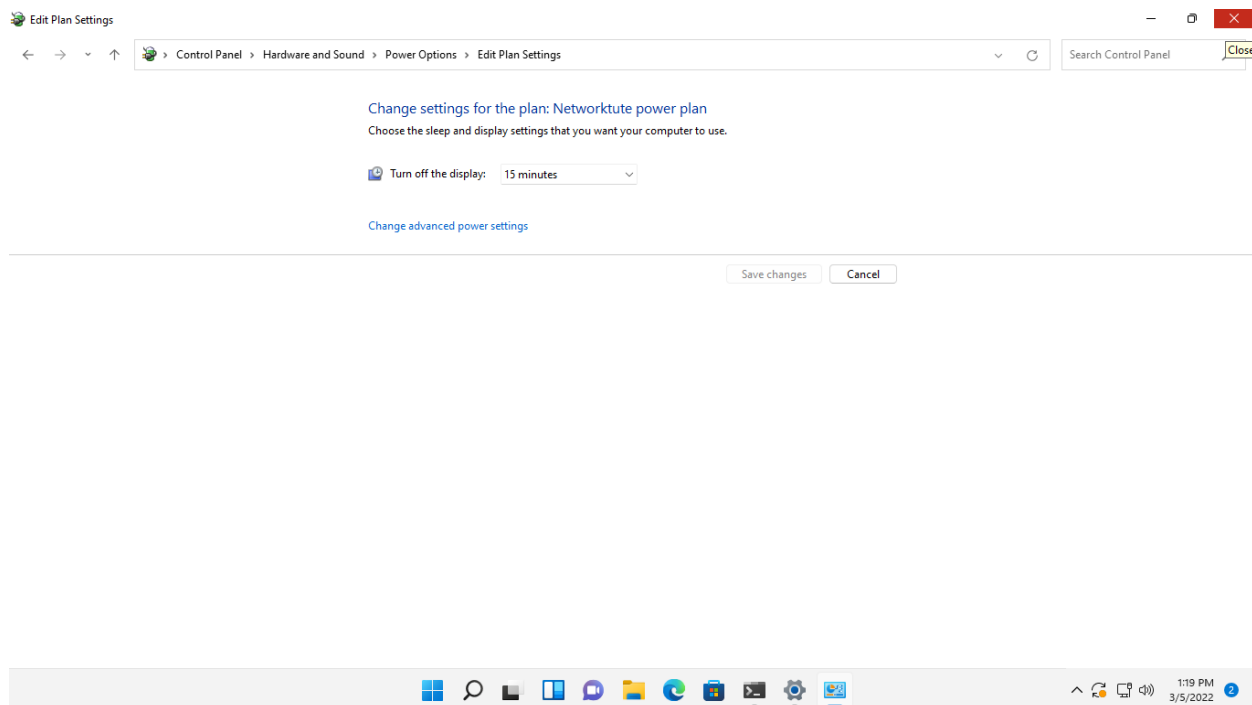 Edit Plan Settings
Control Panel > Hardware and Sound > Power Options > Edit Plan Settings
Search Control Panel
Close
Change settings for the plan: Networktute power plan
Choose the sleep and display settings that you want your computer to use.
Turn off the display: 15 minutes
Change advanced power settings
Save changes Cancel
1:19 PM
3/5/2022 2